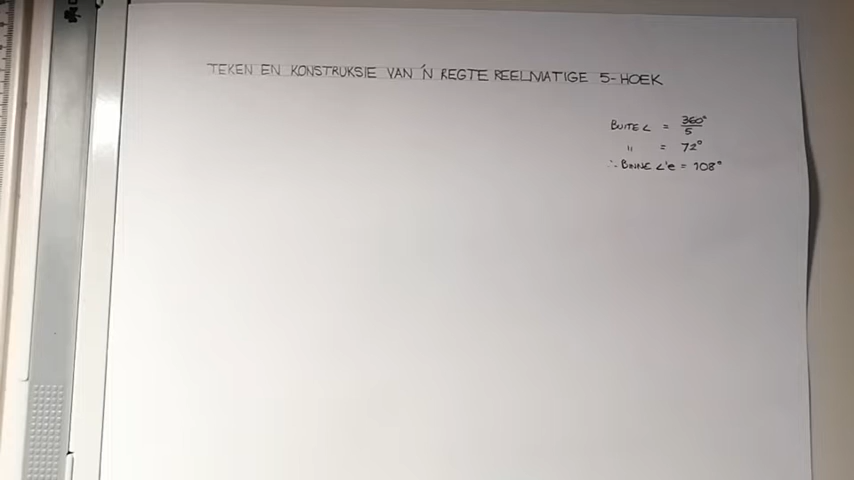 TEKEN EN KONSTRUKSIE VAN 'N REGTE REELMATIGE 5-HOEK
BUITE ∠ = 360°/5
" = 72°
∴ BINNE ∠'e = 108°